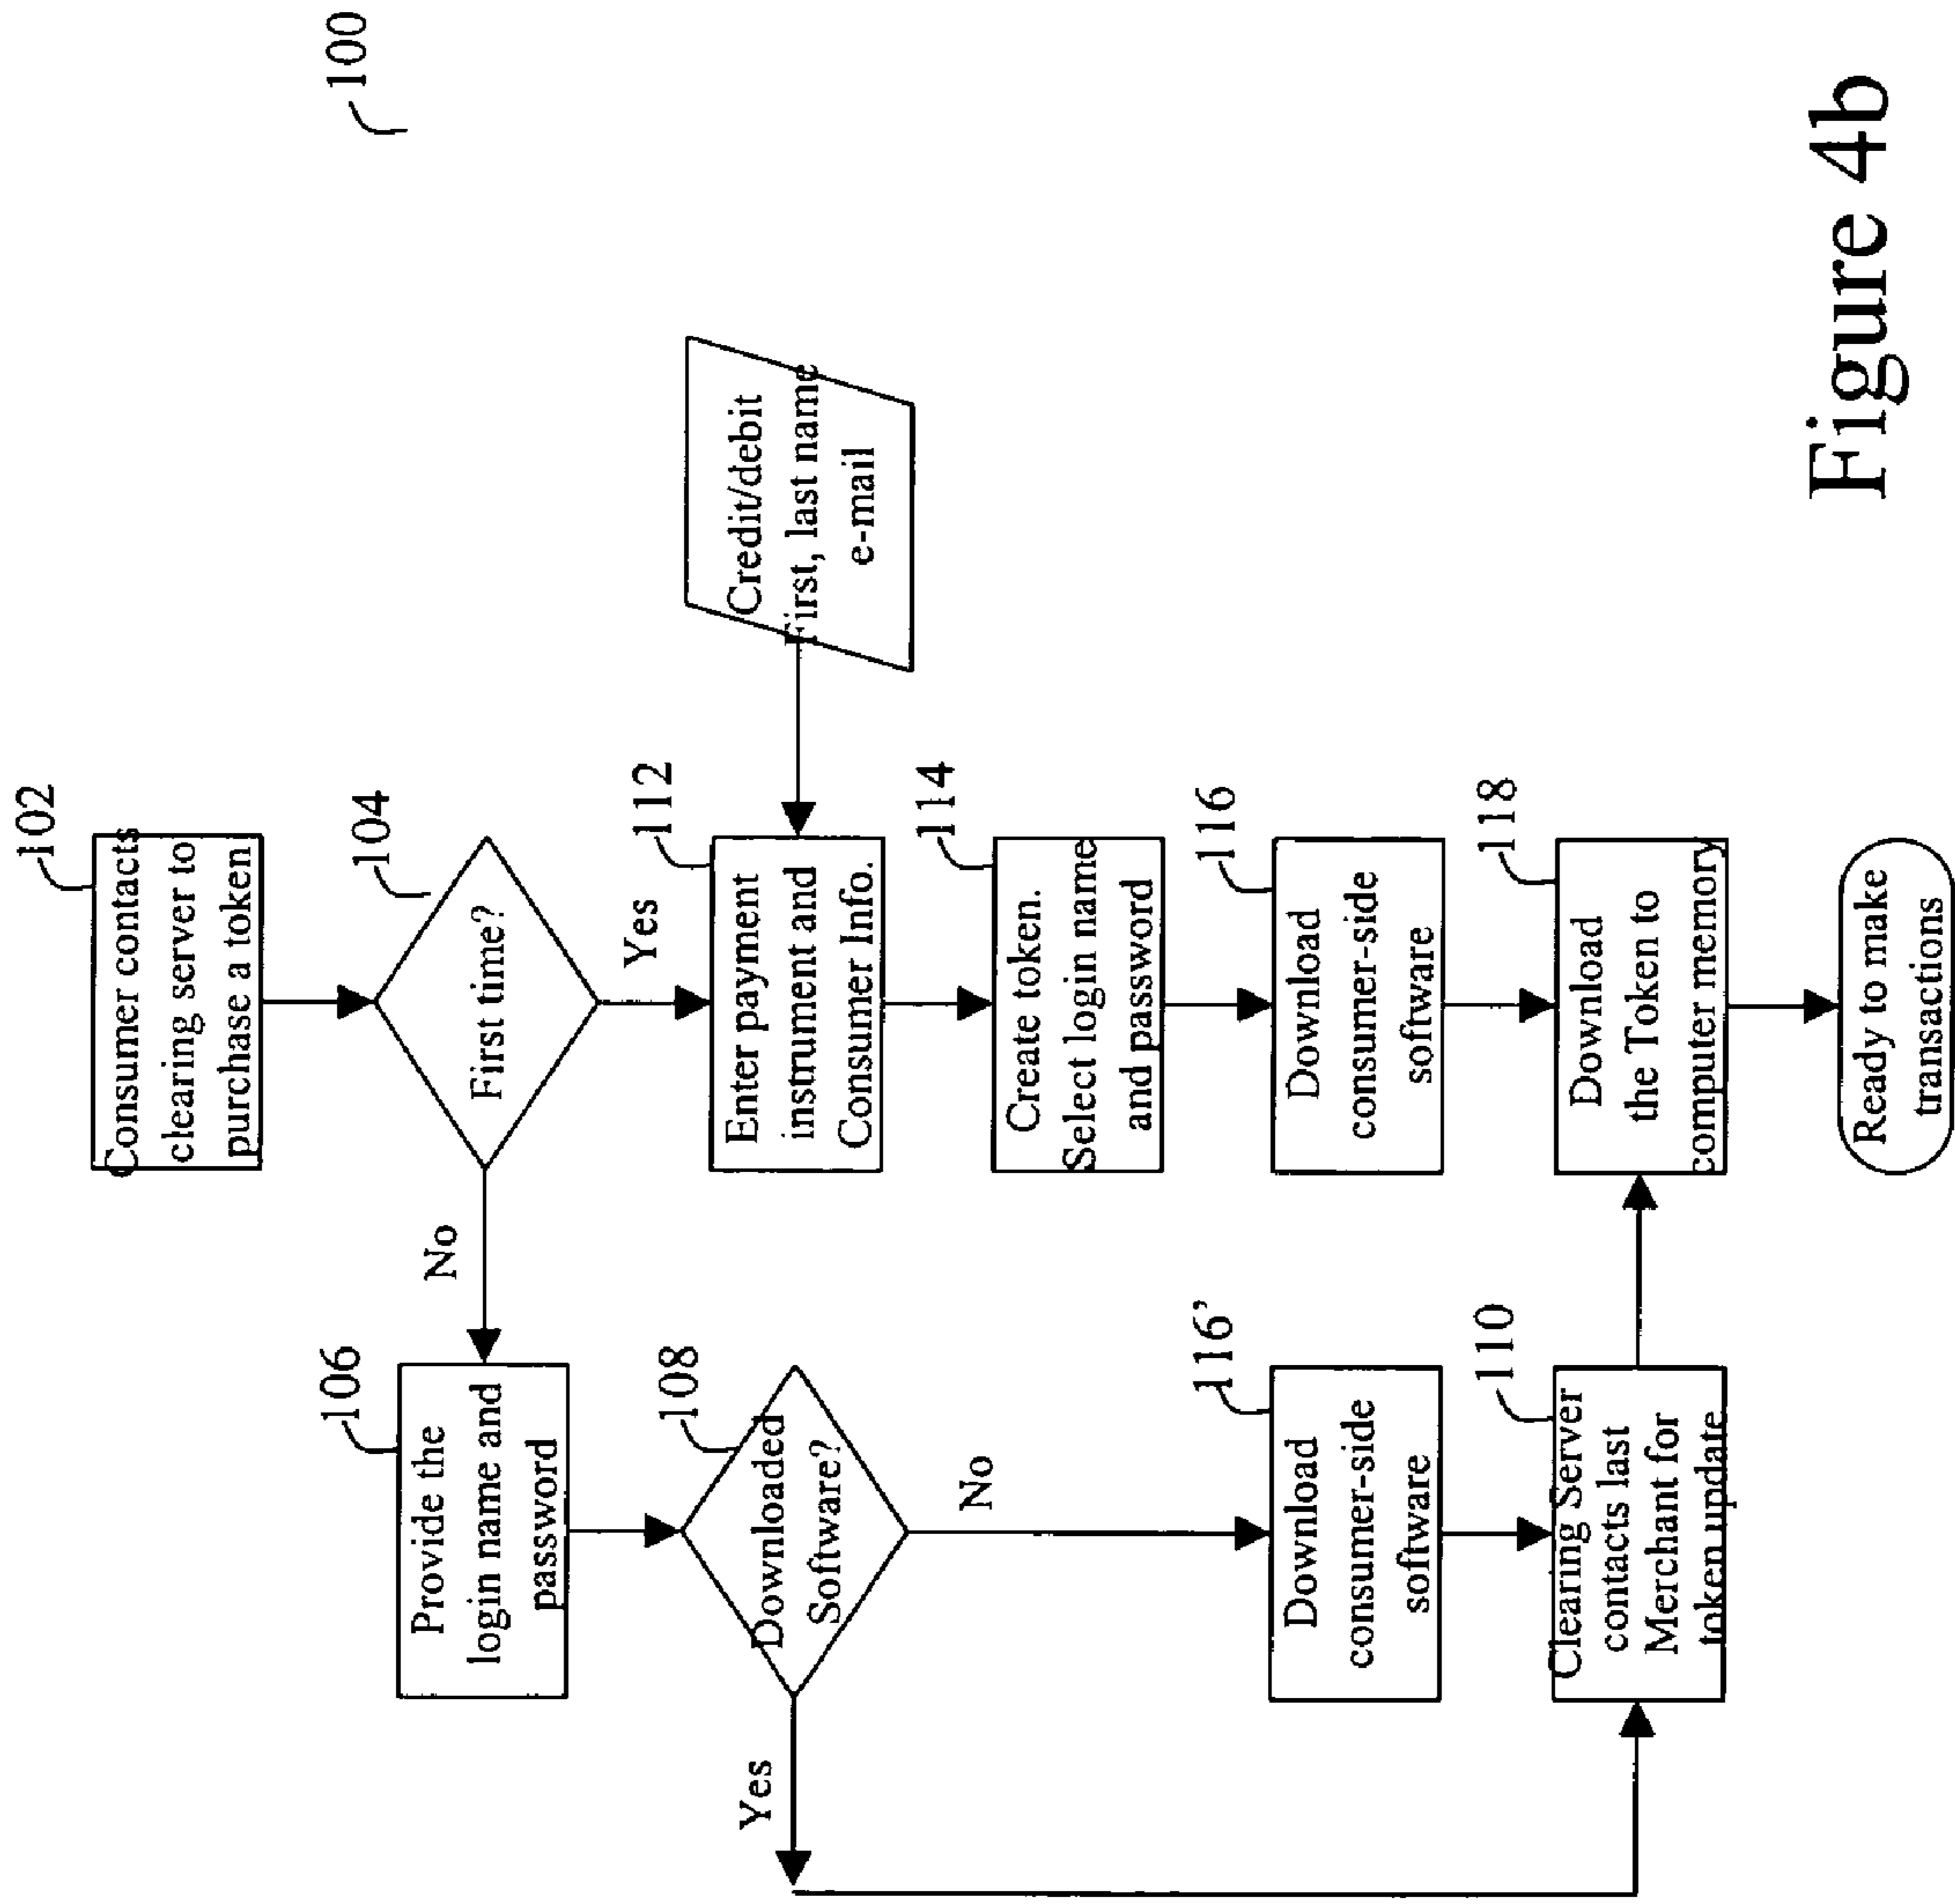 100
102
Consumer contacts
clearing server to
purchase a token
104
First time?
No
Yes
106
Provide the
login name and
password
112
Enter payment
instrument and
Consumer Info.
Credit/debit
First, last name
e-mail
108
Downloaded
Software?
Yes
No
114
Create token.
Select login name
and password
116'
Download
consumer-side
software
116
Download
consumer-side
software
110
Clearing Server
contacts last
Merchant for
token update
118
Download
the Token to
computer memory
Ready to make
transactions
Figure 4b